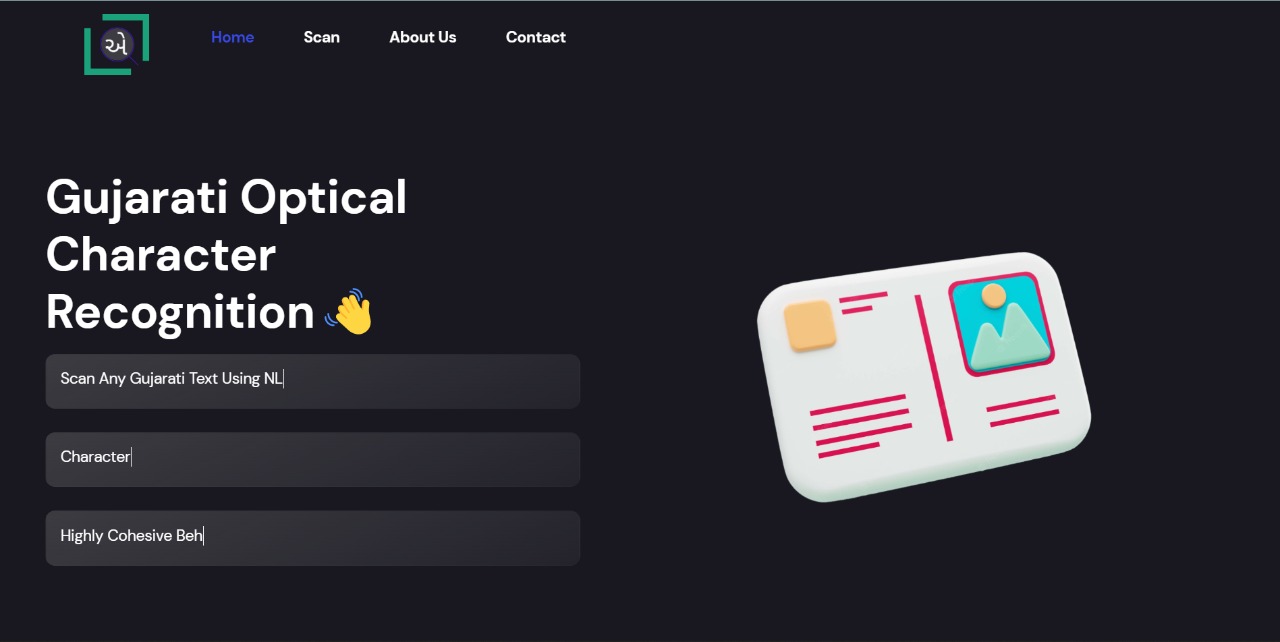 એ
Home Scan About Us Contact
Gujarati Optical
Character
Recognition 👋
Scan Any Gujarati Text Using NL
Character
Highly Cohesive Beh